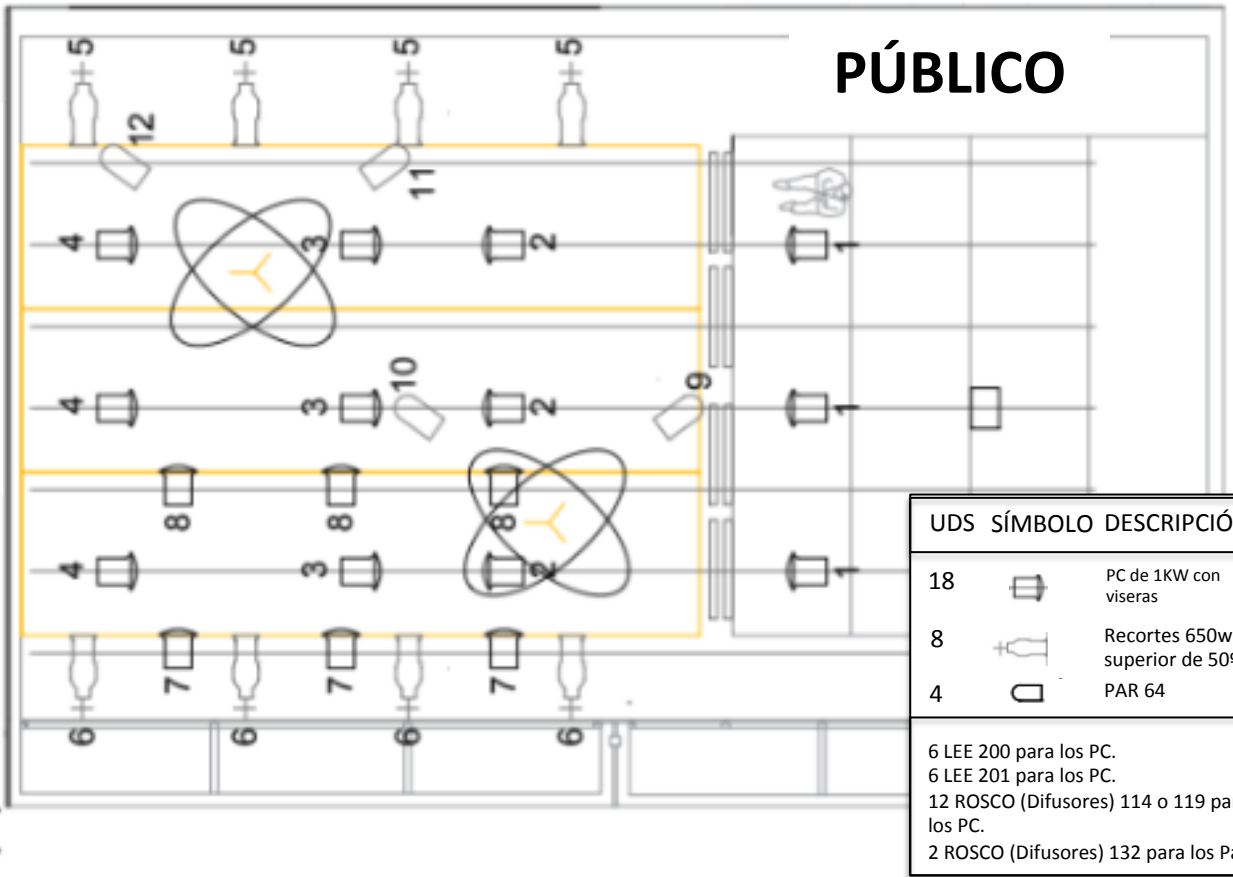 PÚBLICO
5 5 5 5
12
11
4 3 2 1
10 9
4 3 2 1
8 8 8
4 3 2 1
7 7 7
6 6 6 6
UDS SÍMBOLO DESCRIPCIÓ
18 PC de 1KW con
viseras
8 Recortes 650w
superior de 50º
4 PAR 64
6 LEE 200 para los PC.
6 LEE 201 para los PC.
12 ROSCO (Difusores) 114 o 119 par
los PC.
2 ROSCO (Difusores) 132 para los Pa